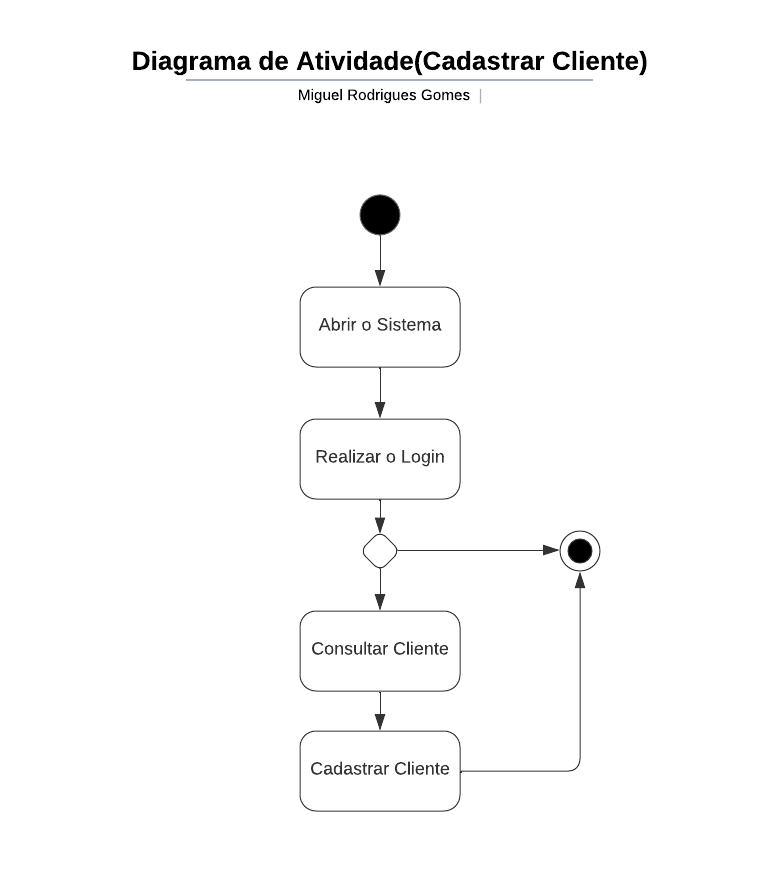 Diagrama de Atividade(Cadastrar Cliente)
Miguel Rodrigues Gomes |
Abrir o Sistema
Realizar o Login
Consultar Cliente
Cadastrar Cliente